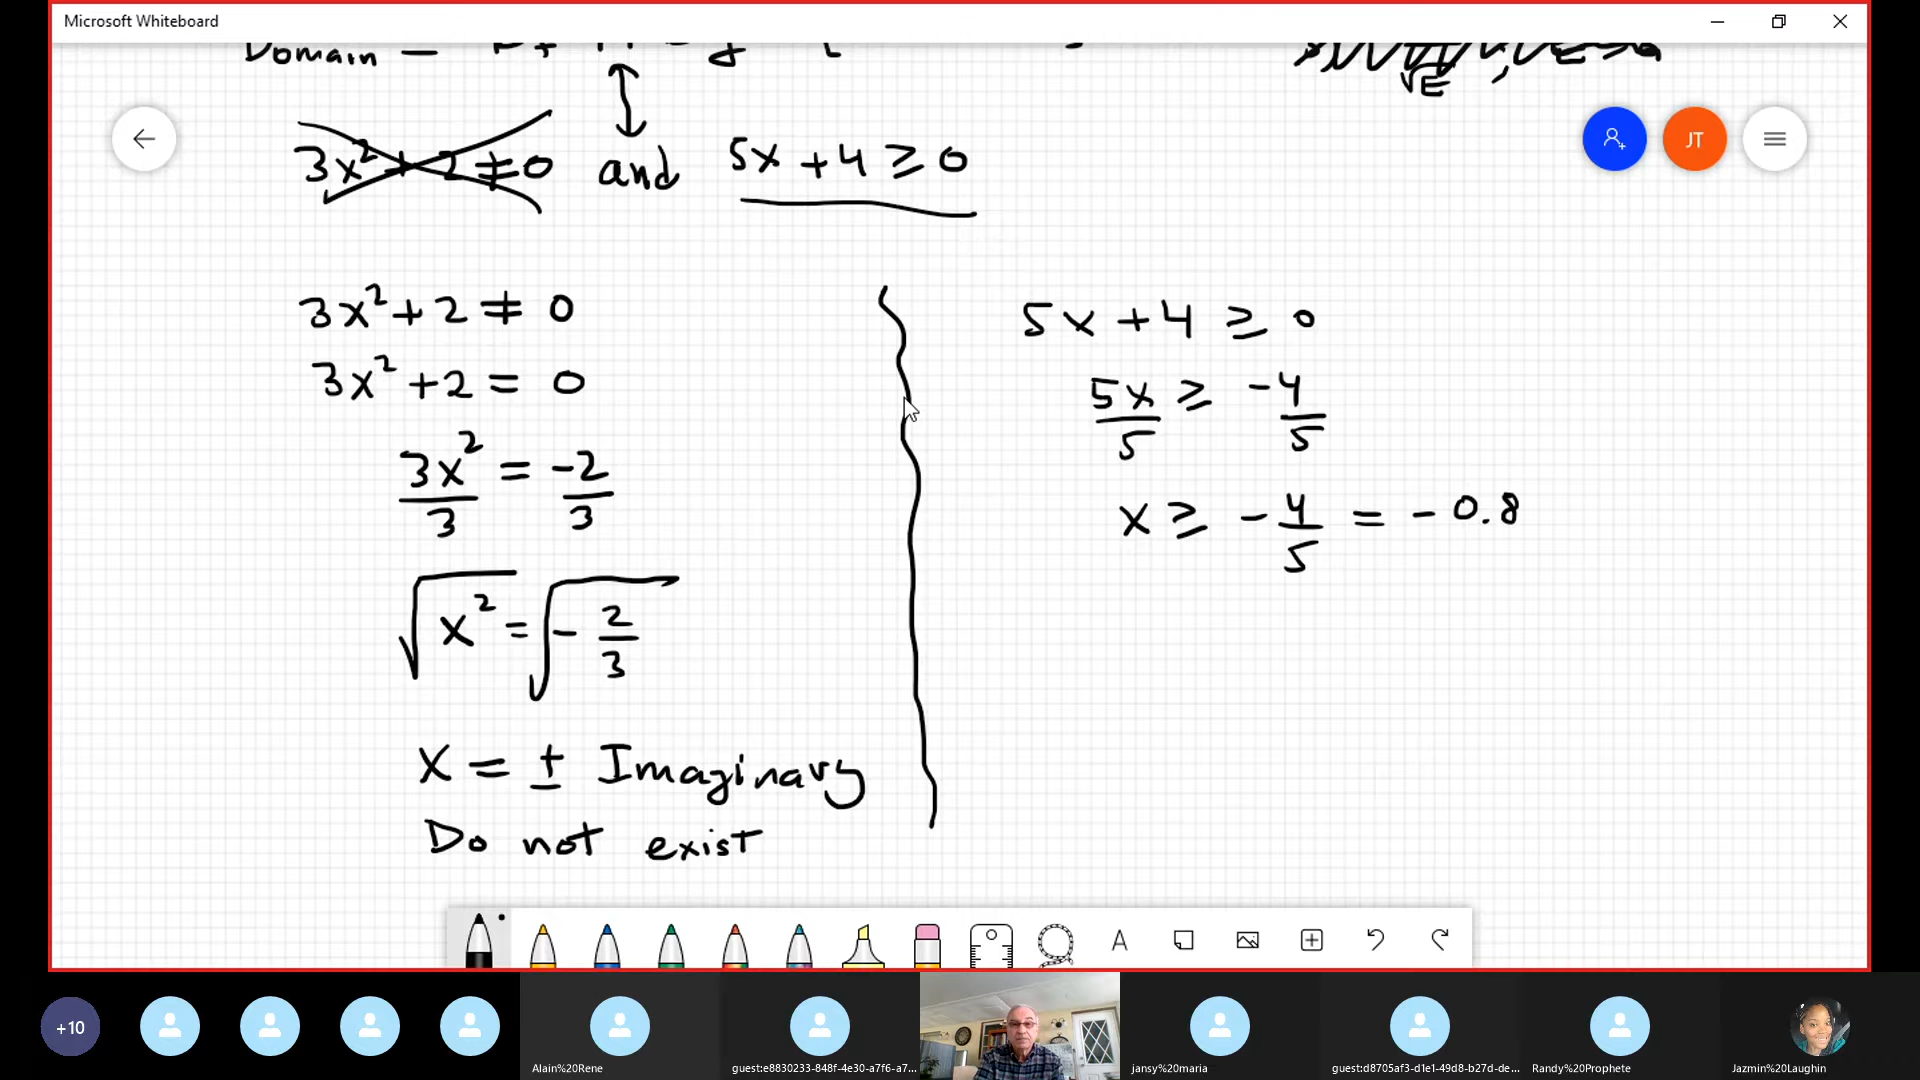 Microsoft Whiteboard
Domain =
√E
3x² + 2 ≠ 0 and 5x + 4 ≥ 0
JT
3x² + 2 ≠ 0
3x² + 2 = 0
3x²/3 = -2/3
√x² = √-2/3
x = ± Imaginary
Do not exist
5x + 4 ≥ 0
5x/5 ≥ -4/5
x ≥ -4/5 = -0.8
A
+10
Alain%20Rene
guest:e8830233-848f-4e30-a7f6-a7...
jansy%20maria
guest:d8705af3-d1e1-49d8-b27d-de...
Randy%20Prophete
Jazmin%20Laughin